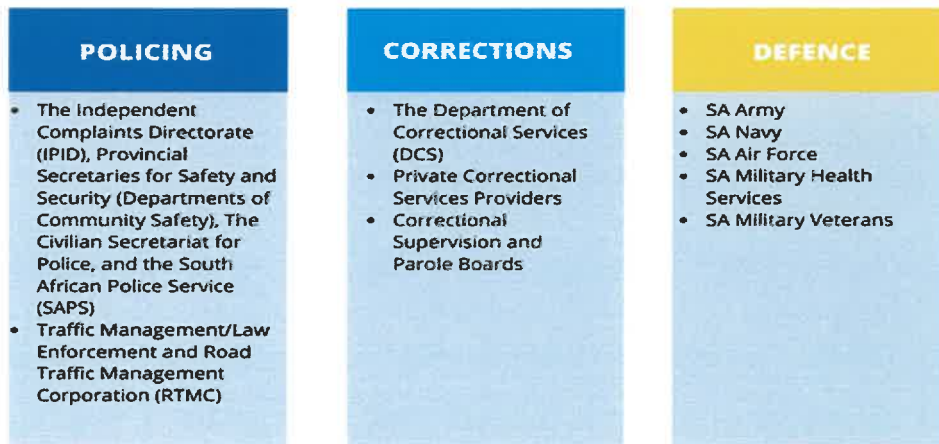 POLICING
• The Independent
Complaints Directorate
(IPID), Provincial
Secretaries for Safety and
Security (Departments of
Community Safety), The
Civilian Secretariat for
Police, and the South
African Police Service
(SAPS)
• Traffic Management/Law
Enforcement and Road
Traffic Management
Corporation (RTMC)
CORRECTIONS
• The Department of
Correctional Services
(DCS)
• Private Correctional
Services Providers
• Correctional
Supervision and
Parole Boards
DEFENCE
• SA Army
• SA Navy
• SA Air Force
• SA Military Health
Services
• SA Military Veterans